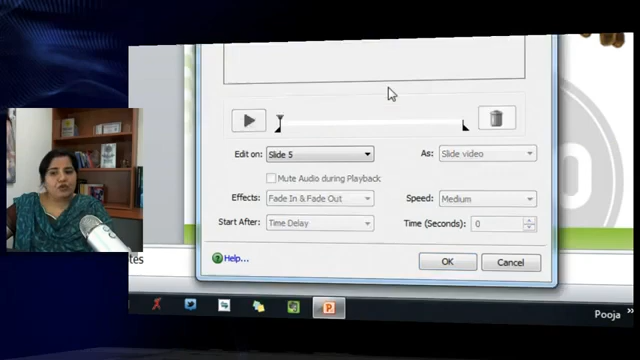 Edit on: Slide 5 As: Slide video
Mute Audio during Playback
Effects: Fade In & Fade Out Speed: Medium
Start After: Time Delay Time (Seconds): 0
Help... OK Cancel
tes
Pooja